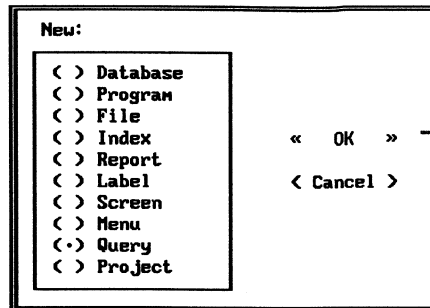 New:
( ) Database
( ) Program
( ) File
( ) Index
( ) Report
( ) Label
( ) Screen
( ) Menu
(·) Query
( ) Project
« OK »
< Cancel >